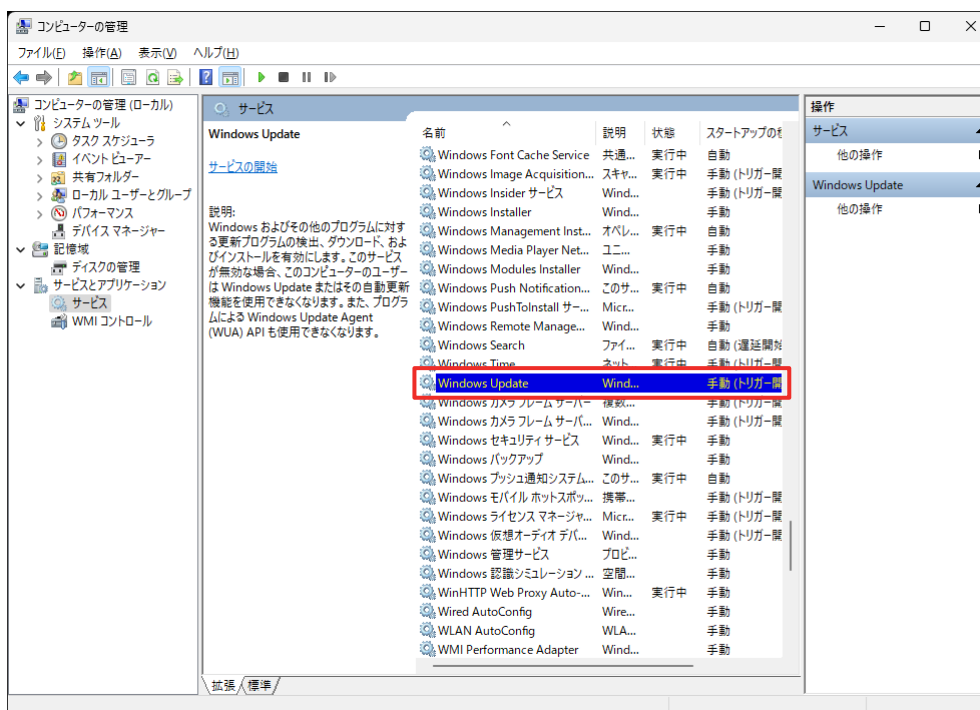 コンピューターの管理
ファイル(F) 操作(A) 表示(V) ヘルプ(H)
コンピューターの管理 (ローカル)
システム ツール
タスク スケジューラ
イベント ビューアー
共有フォルダー
ローカル ユーザーとグループ
パフォーマンス
デバイス マネージャー
記憶域
ディスクの管理
サービスとアプリケーション
サービス
WMI コントロール
サービス
Windows Update
サービスの開始
説明:
Windows およびその他のプログラムに対す
る更新プログラムの検出、ダウンロード、およ
びインストールを有効にします。このサービス
が無効な場合、このコンピューターのユーザー
は Windows Update またはその自動更新
機能を使用できなくなります。また、プログラ
ムによる Windows Update Agent
(WUA) API も使用できなくなります。
名前 説明 状態 スタートアップの種
Windows Font Cache Service 共通... 実行中 自動
Windows Image Acquisition... スキャ... 実行中 手動 (トリガー開
Windows Insider サービス Wind... 手動 (トリガー開
Windows Installer Wind... 手動
Windows Management Inst... オペレ... 実行中 自動
Windows Media Player Net... ユニ... 手動
Windows Modules Installer Wind... 手動
Windows Push Notification... このサ... 実行中 自動
Windows PushToInstall サー... Micr... 手動 (トリガー開
Windows Remote Manage... Wind... 手動
Windows Search ファイ... 実行中 自動 (遅延開始
Windows Time ネット... 実行中 手動 (トリガー開
Windows Update Wind... 手動 (トリガー開
Windows カメラ フレーム サーバー 複数... 手動 (トリガー開
Windows カメラ フレーム サーバ... Wind... 手動 (トリガー開
Windows セキュリティ サービス Wind... 実行中 手動
Windows バックアップ Wind... 手動
Windows プッシュ通知システム... このサ... 実行中 自動
Windows モバイル ホットスポッ... 携帯... 手動 (トリガー開
Windows ライセンス マネージャ... Micr... 実行中 手動 (トリガー開
Windows 仮想オーディオ デバ... Wind... 手動 (トリガー開
Windows 管理サービス プロビ... 手動
Windows 認識シミュレーション ... 空間... 手動
WinHTTP Web Proxy Auto-... Win... 実行中 手動
Wired AutoConfig Wire... 手動
WLAN AutoConfig WLA... 手動
WMI Performance Adapter Wind... 手動
拡張 標準
操作
サービス
他の操作
Windows Update
他の操作